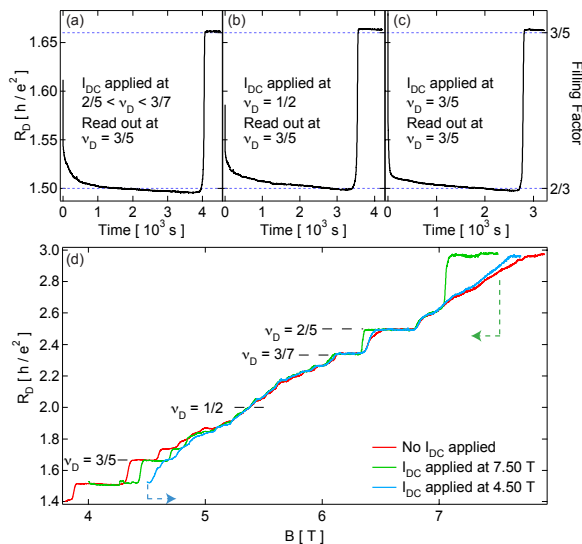 (a)
(b)
(c)
1.65
1.60
1.55
1.50
R_D [ h / e² ]
I_DC applied at
2/5 < ν_D < 3/7
Read out at
ν_D = 3/5
I_DC applied at
ν_D = 1/2
Read out at
ν_D = 3/5
I_DC applied at
ν_D = 3/5
Read out at
ν_D = 3/5
3/5
2/3
Filling Factor
0 1 2 3 4
0 1 2 3
0 1 2 3
Time [ 10³ s ]
Time [ 10³ s ]
Time [ 10³ s ]
(d)
3.0
2.8
2.6
2.4
2.2
2.0
1.8
1.6
1.4
R_D [ h / e² ]
ν_D = 2/5
ν_D = 3/7
ν_D = 1/2
ν_D = 3/5
No I_DC applied
I_DC applied at 7.50 T
I_DC applied at 4.50 T
4 5 6 7
B [ T ]